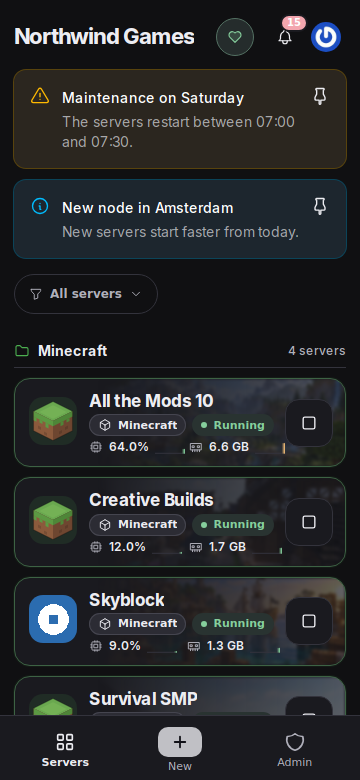 Northwind Games
15
Maintenance on Saturday
The servers restart between 07:00
and 07:30.
New node in Amsterdam
New servers start faster from today.
All servers
Minecraft
4 servers
All the Mods 10
Minecraft
Running
64.0%
6.6 GB
Creative Builds
Minecraft
Running
12.0%
1.7 GB
Skyblock
Minecraft
Running
9.0%
1.3 GB
Survival SMP
Servers
New
Admin